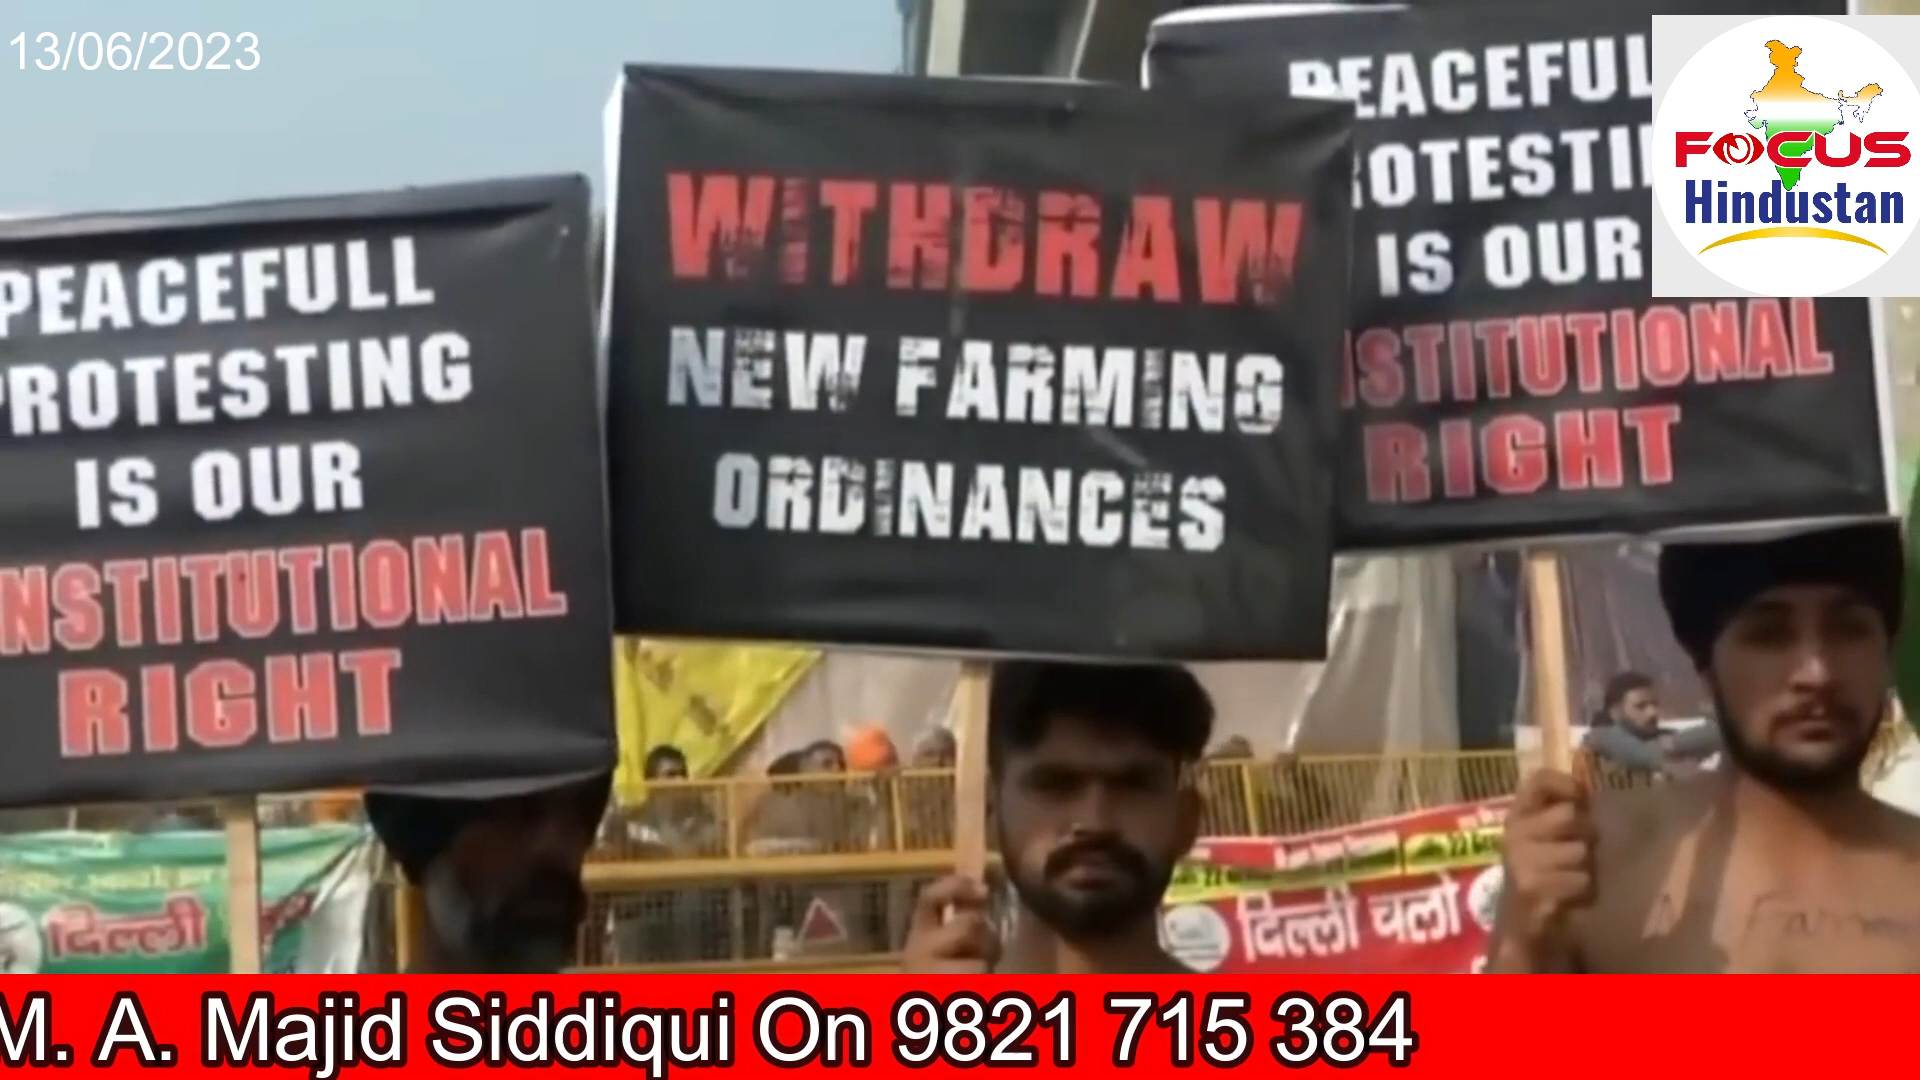 13/06/2023
PEACEFULL
PROTESTING
IS OUR
NSTITUTIONAL
RIGHT
WITHDRAW
NEW FARMING
ORDINANCES
PEACEFUL
OTESTI
IS OUR
STITUTIONAL
RIGHT
FOCUS
Hindustan
दिल्ली
दिल्ली चलो
M. A. Majid Siddiqui On 9821 715 384